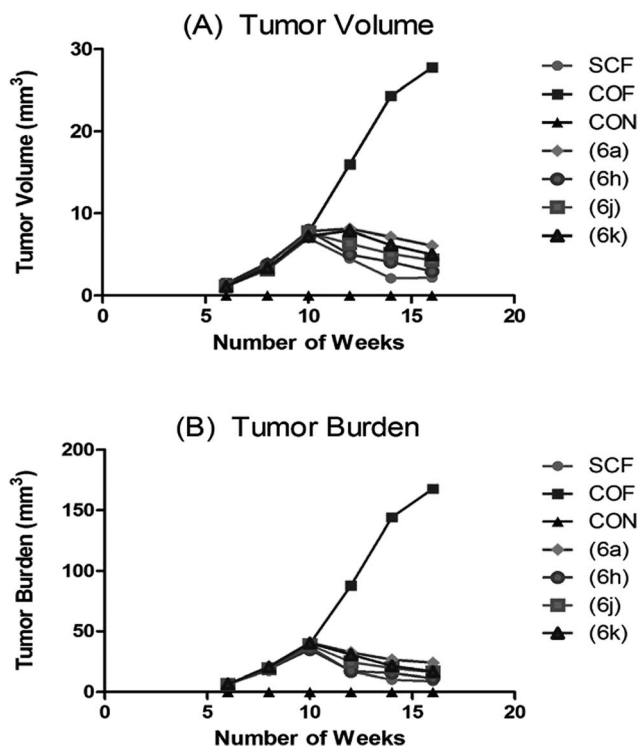 (A) Tumor Volume
Tumor Volume (mm³)
30
20
10
0
0
5
10
15
20
Number of Weeks
SCF
COF
CON
(6a)
(6h)
(6j)
(6k)
(B) Tumor Burden
Tumor Burden (mm³)
200
150
100
50
0
0
5
10
15
20
Number of Weeks
SCF
COF
CON
(6a)
(6h)
(6j)
(6k)